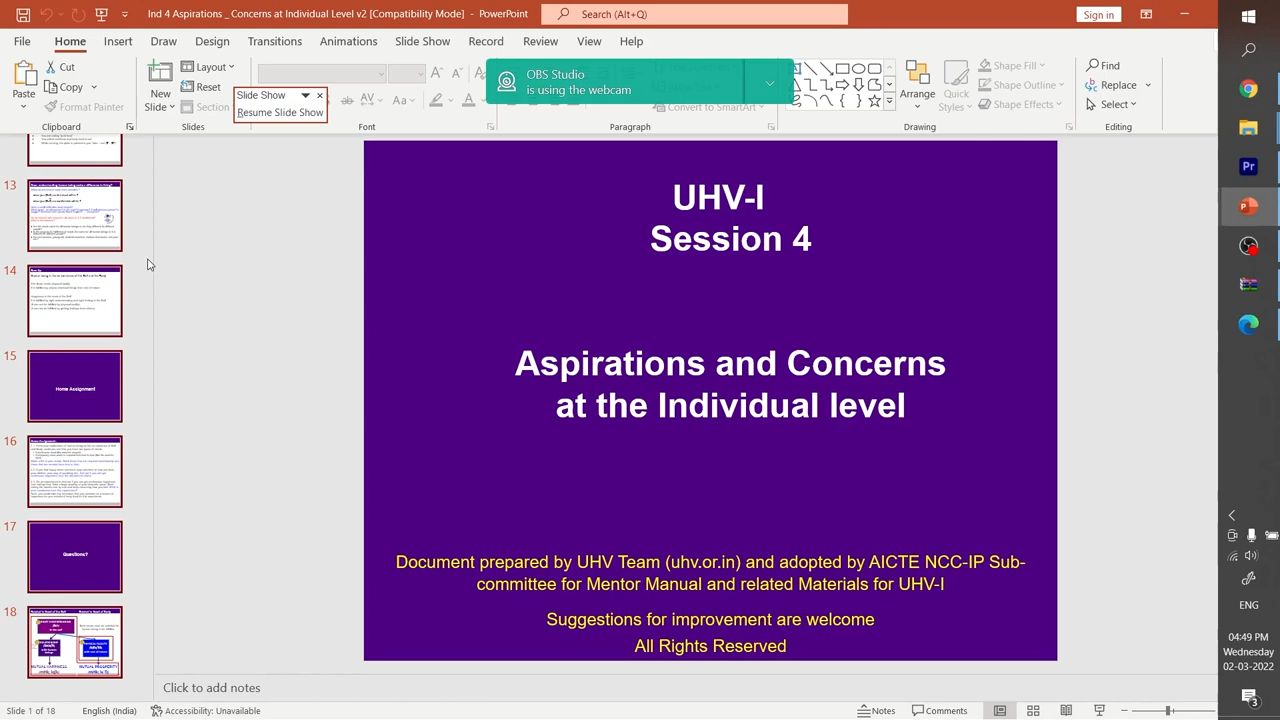 Ind 4 Aspirations _ Concerns at Individual Level v2 [Compatibility Mode] - PowerPoint
Search (Alt+Q)
Sign in
File Home Insert Draw Design Transitions Animations Slide Show Record Review View Help
Paste
Cut
Copy
Format Painter
Clipboard
New
Slide
Layout
Reset
Section
Slides
Slide Show
Resume Slide Show
OBS Studio
is using the webcam
Font
Paragraph
Convert to SmartArt
Arrange
Quick
Styles
Shape Fill
Shape Outline
Shape Effects
Drawing
Find
Replace
Select
Editing
13
14
15
Home Assignment
16
17
Questions?
18
MUTUAL HAPPINESS
MUTUAL PROSPERITY
UHV-I
Session 4
Aspirations and Concerns
at the Individual level
Document prepared by UHV Team (uhv.or.in) and adopted by AICTE NCC-IP Sub-
committee for Mentor Manual and related Materials for UHV-I
Suggestions for improvement are welcome
All Rights Reserved
Click to add notes
Slide 1 of 18
English (India)
Accessibility: Unavailable
Notes
Comments
ENG
04:49 PM
Wednesday
02-03-2022
3